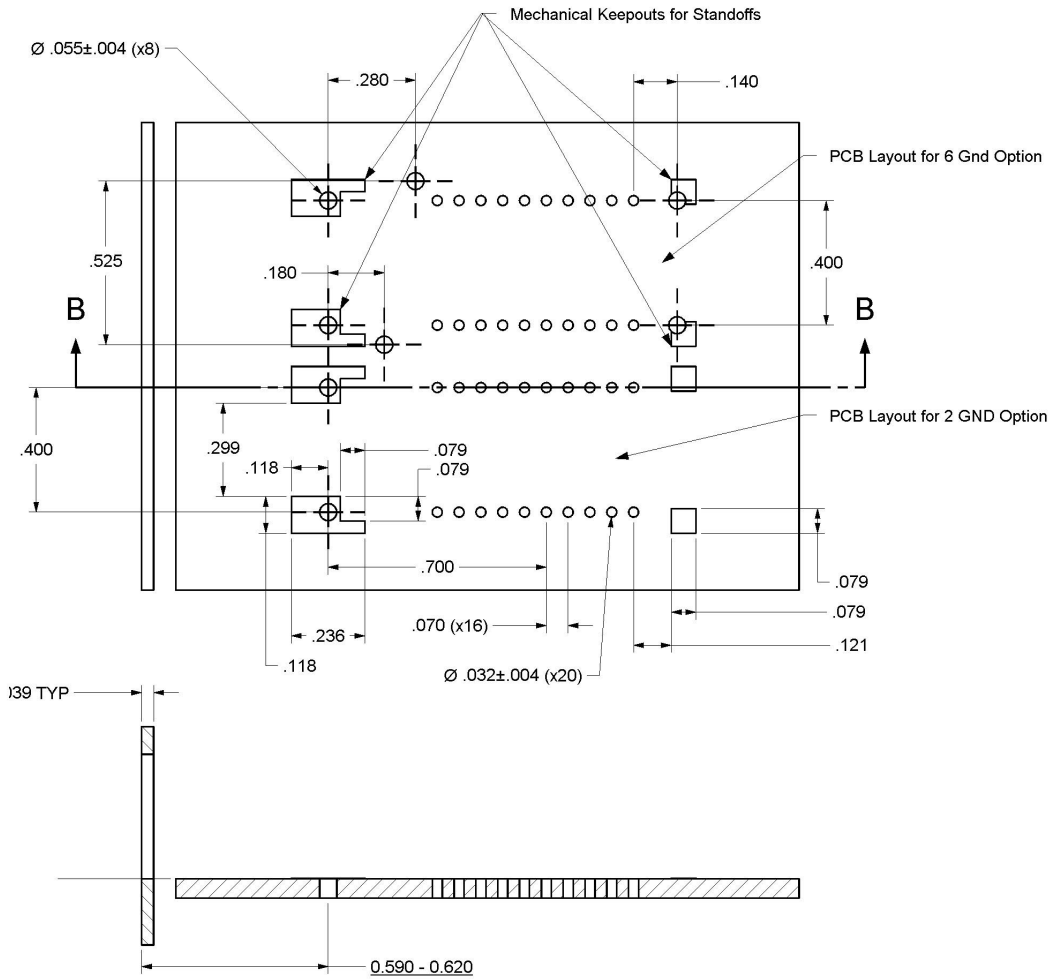 Mechanical Keepouts for Standoffs
Ø .055±.004 (x8)
.280
.140
PCB Layout for 6 Gnd Option
.525
.180
.400
B
B
.400
.299
.118
.079
.079
PCB Layout for 2 GND Option
.700
.079
.079
.236
.070 (x16)
.121
.118
Ø .032±.004 (x20)
39 TYP
0.590 - 0.620